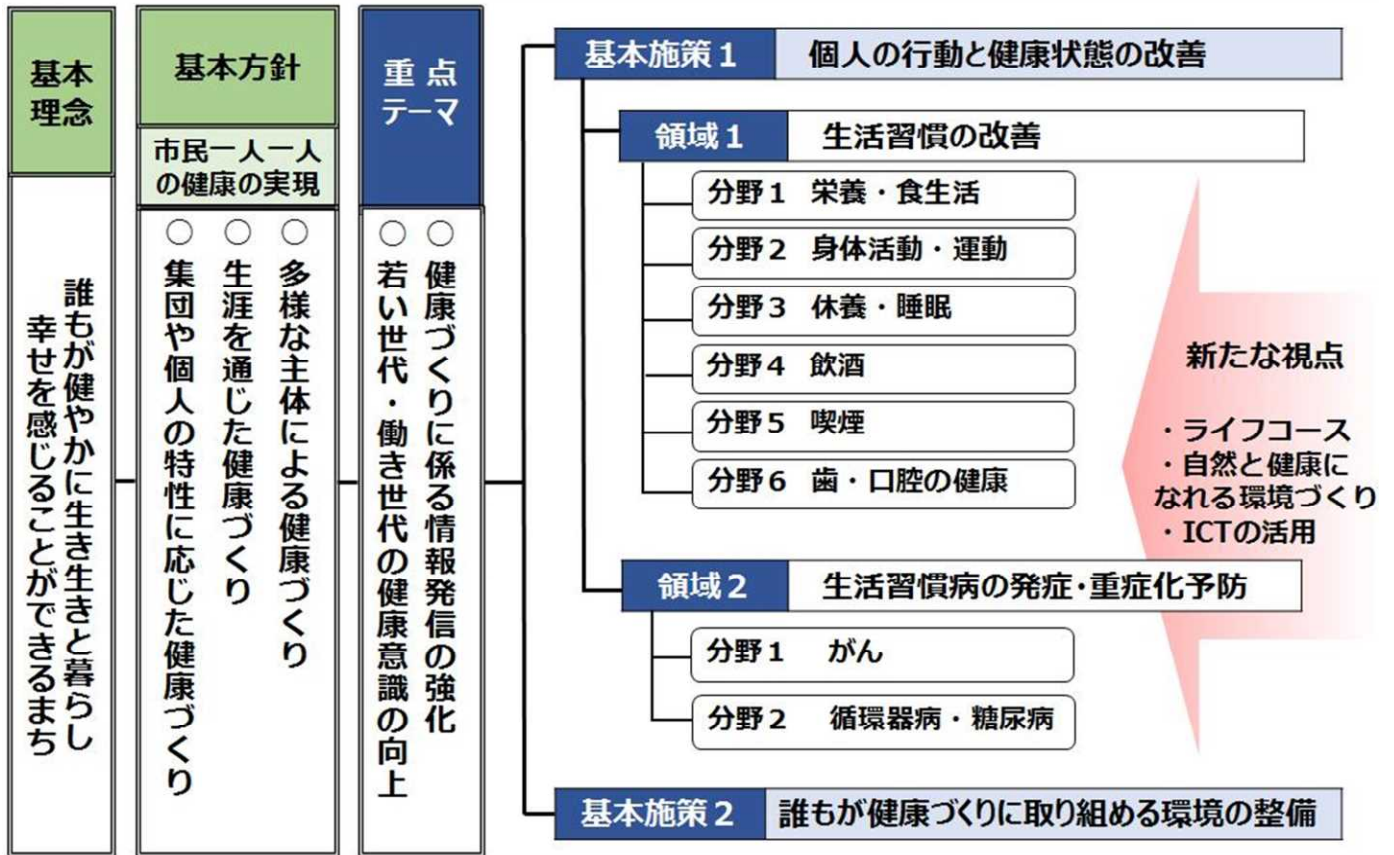 基本
理念
誰もが健やかに生き生きと暮らし
幸せを感じることができるまち
基本方針
市民一人一人
の健康の実現
○ 多様な主体による健康づくり
○ 生涯を通じた健康づくり
○ 集団や個人の特性に応じた健康づくり
重点
テーマ
○ 健康づくりに係る情報発信の強化
○ 若い世代・働き世代の健康意識の向上
基本施策1 個人の行動と健康状態の改善
領域1 生活習慣の改善
分野1 栄養・食生活
分野2 身体活動・運動
分野3 休養・睡眠
分野4 飲酒
分野5 喫煙
分野6 歯・口腔の健康
領域2 生活習慣病の発症・重症化予防
分野1 がん
分野2 循環器病・糖尿病
基本施策2 誰もが健康づくりに取り組める環境の整備
新たな視点
・ライフコース
・自然と健康に
なれる環境づくり
・ICTの活用